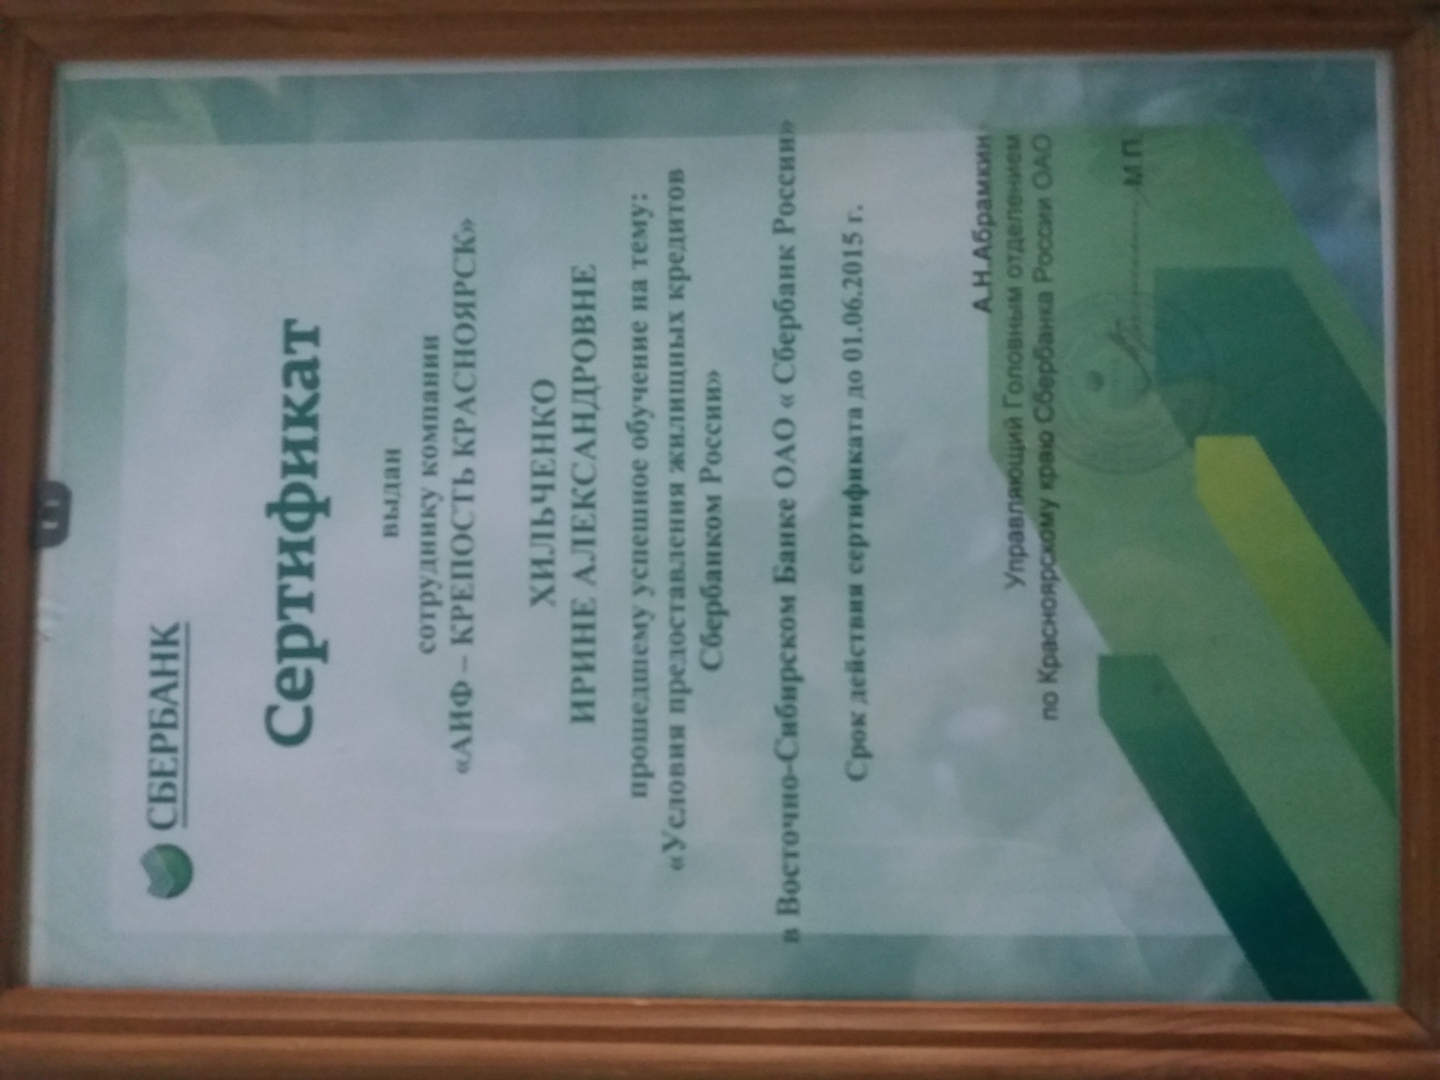 СБЕРБАНК
Сертификат
выдан
сотруднику компании
«АИФ – КРЕПОСТЬ КРАСНОЯРСК»
ХИЛЬЧЕНКО
ИРИНЕ АЛЕКСАНДРОВНЕ
прошедшему успешное обучение на тему:
«Условия предоставления жилищных кредитов
Сбербанком России»
в Восточно-Сибирском Банке ОАО « Сбербанк России»
Срок действия сертификата до 01.06.2015 г.
А.Н.Абрамкин
Управляющий Головным отделением
по Красноярскому краю Сбербанка России ОАО
М П